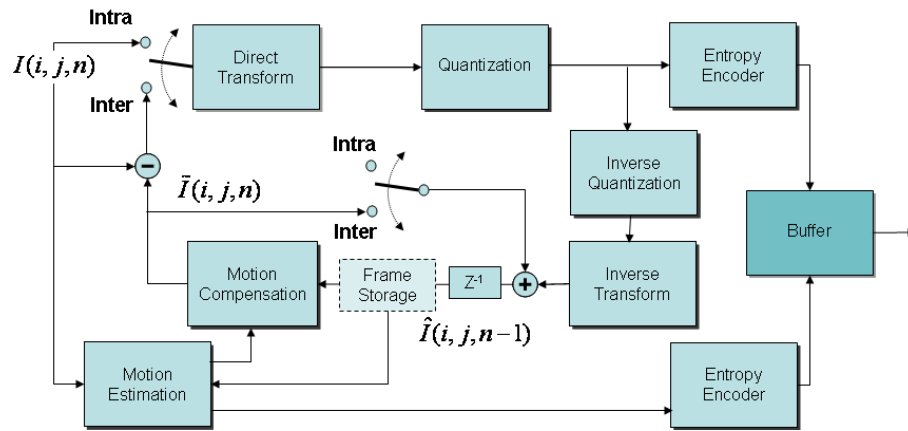 Intra
I(i, j,n)
Direct
Transform
Quantization
Entropy
Encoder
Inter
−
Intra
Inverse
Quantization
Ĩ(i, j,n)
Inter
Buffer
Motion
Compensation
Frame
Storage
Z-1
+
Inverse
Transform
Î(i, j,n−1)
Motion
Estimation
Entropy
Encoder